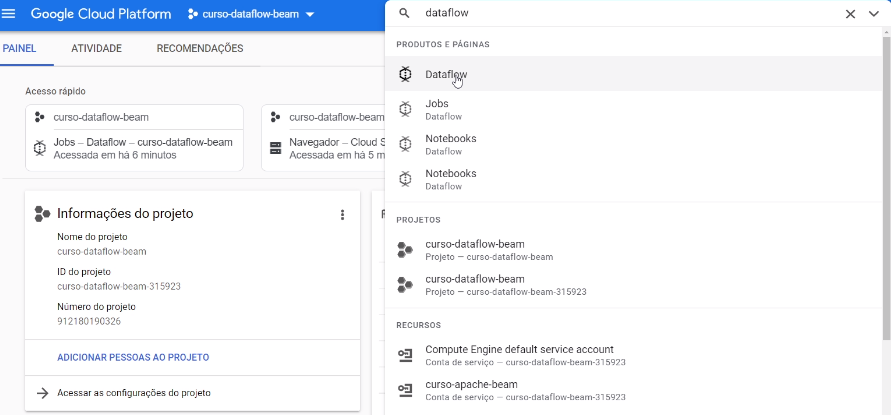 Google Cloud Platform
curso-dataflow-beam
dataflow
PAINEL
ATIVIDADE
RECOMENDAÇÕES
Acesso rápido
curso-dataflow-beam
Jobs – Dataflow – curso-dataflow-beam
Acessada em há 6 minutos
curso-dataflow-beam
Navegador – Cloud S
Acessada em há 5 m
Informações do projeto
Nome do projeto
curso-dataflow-beam
ID do projeto
curso-dataflow-beam-315923
Número do projeto
912180190326
ADICIONAR PESSOAS AO PROJETO
Acessar as configurações do projeto
PRODUTOS E PÁGINAS
Dataflow
Jobs
Dataflow
Notebooks
Dataflow
Notebooks
Dataflow
PROJETOS
curso-dataflow-beam
Projeto — curso-dataflow-beam
curso-dataflow-beam
Projeto — curso-dataflow-beam-315923
RECURSOS
Compute Engine default service account
Conta de serviço — curso-dataflow-beam-315923
curso-apache-beam
Conta de serviço — curso-dataflow-beam-315923